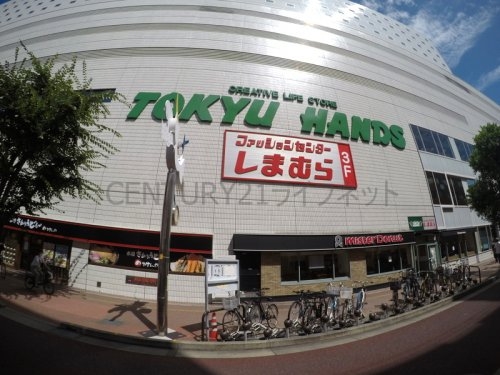 CREATIVE LIFE STORE
TOKYU HANDS
ファッションセンター
しまむら
3F
CENTURY21ライフネット
mister Donut